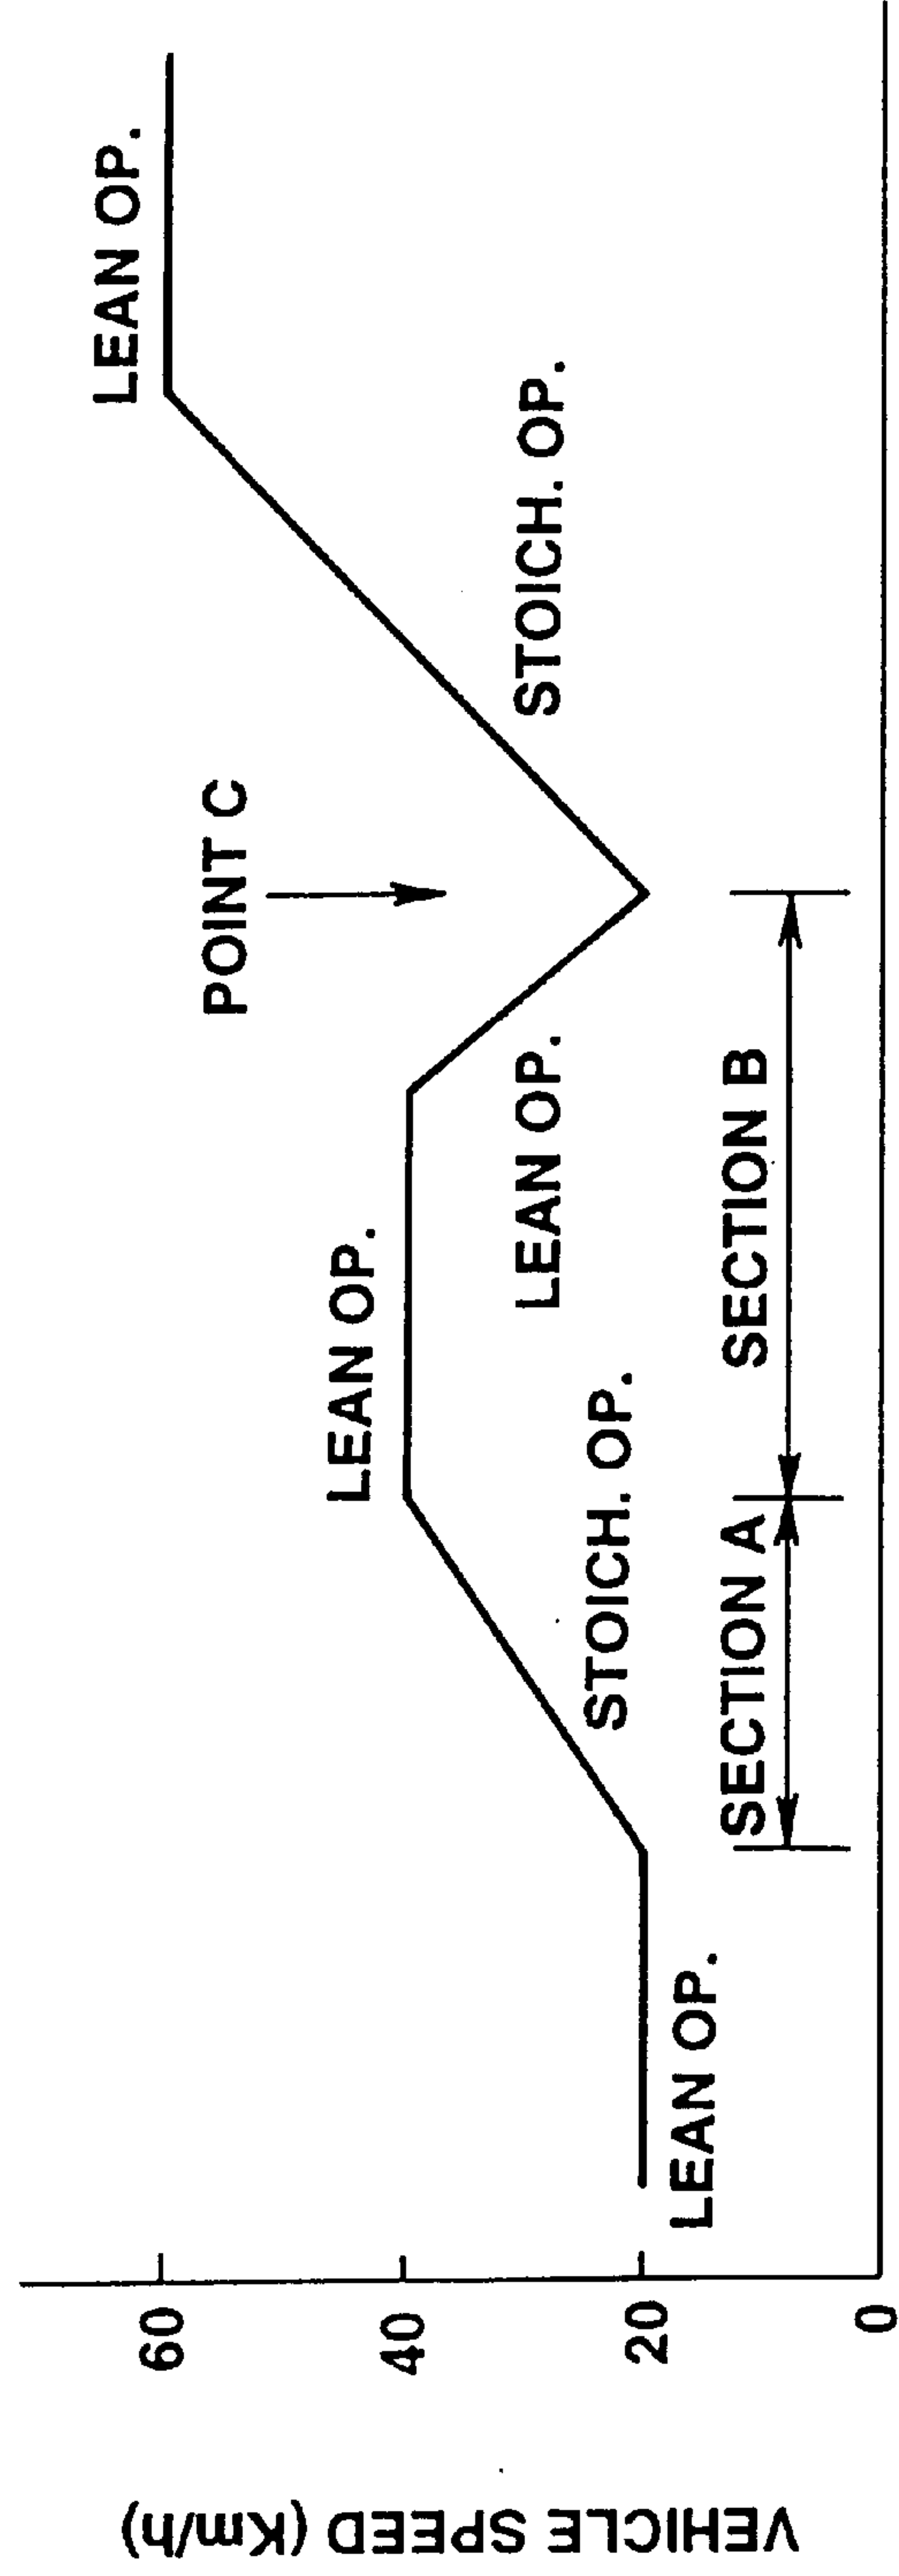 VEHICLE SPEED (Km/h)
60
40
20
0
LEAN OP.
STOICH. OP.
SECTION A
LEAN OP.
LEAN OP.
SECTION B
POINT C
STOICH. OP.
LEAN OP.